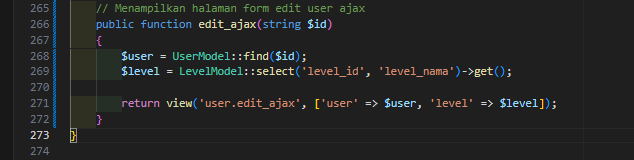 265 // Menampilkan halaman form edit user ajax
266 public function edit_ajax(string $id)
267 {
268 $user = UserModel::find($id);
269 $level = LevelModel::select('level_id', 'level_nama')->get();
270
271 return view('user.edit_ajax', ['user' => $user, 'level' => $level]);
272 }
273 }
274